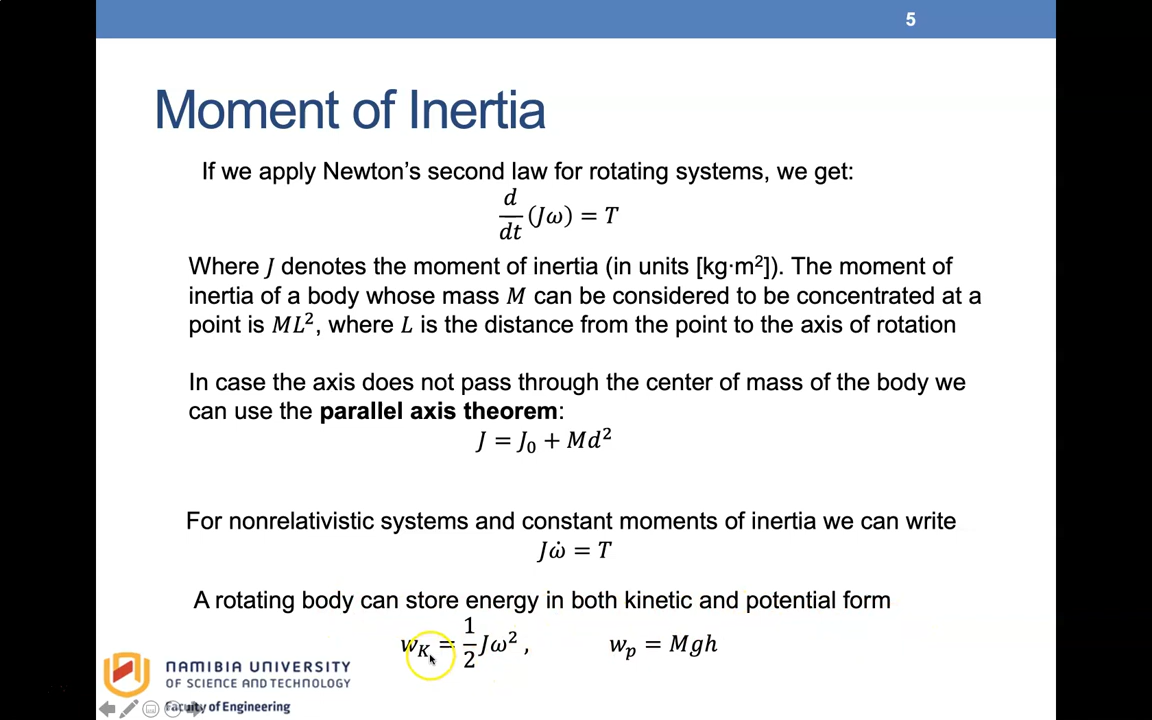 5
Moment of Inertia
If we apply Newton's second law for rotating systems, we get:
d/dt (Jω) = T
Where J denotes the moment of inertia (in units [kg·m²]). The moment of
inertia of a body whose mass M can be considered to be concentrated at a
point is ML², where L is the distance from the point to the axis of rotation
In case the axis does not pass through the center of mass of the body we
can use the parallel axis theorem:
J = J₀ + Md²
For nonrelativistic systems and constant moments of inertia we can write
Jω̇ = T
A rotating body can store energy in both kinetic and potential form
w_K = 1/2 Jω², w_p = Mgh
NAMIBIA UNIVERSITY
OF SCIENCE AND TECHNOLOGY
Faculty of Engineering